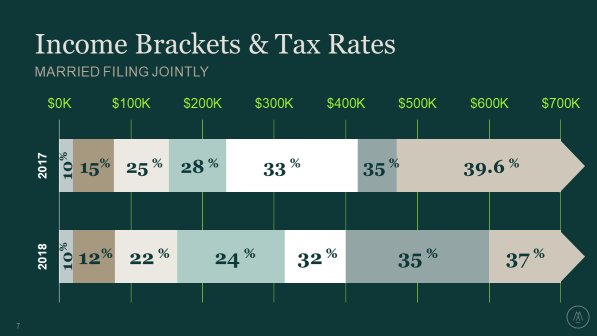 Income Brackets & Tax Rates
MARRIED FILING JOINTLY
$0K $100K $200K $300K $400K $500K $600K $700K
2017 10% 15% 25% 28% 33% 35% 39.6%
2018 10% 12% 22% 24% 32% 35% 37%
7